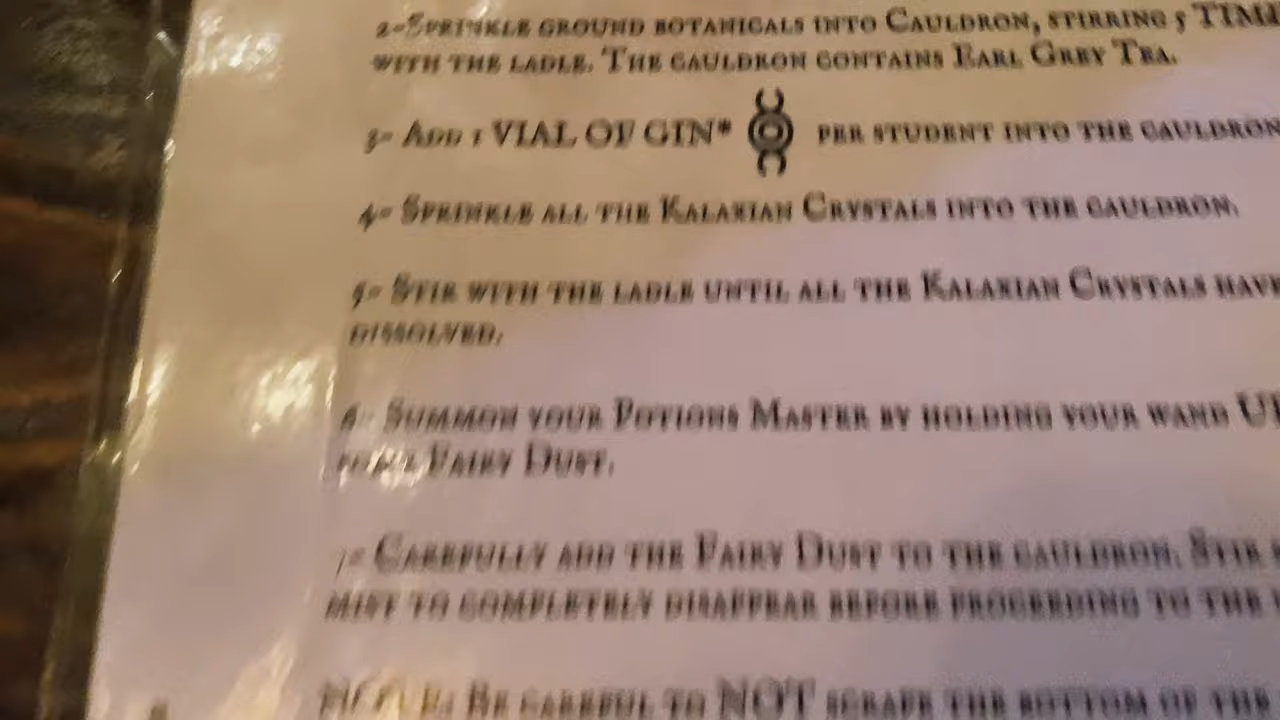 2-Sprinkle ground botanicals into Cauldron, stirring 5 TIM
with the ladle. The cauldron contains Earl Grey Tea.
3- Add 1 VIAL OF GIN* per student into the cauldron
4- Sprinkle all the Kalaxian Crystals into the cauldron.
5- Stir with the ladle until all the Kalaxian Crystals have
dissolved.
6- Summon your Potions Master by holding your wand U
Fairy Dust.
7- Carefully add the Fairy Dust to the cauldron. Stir
mist to completely disappear before proceeding to the
Be careful to NOT scrape the bottom of the